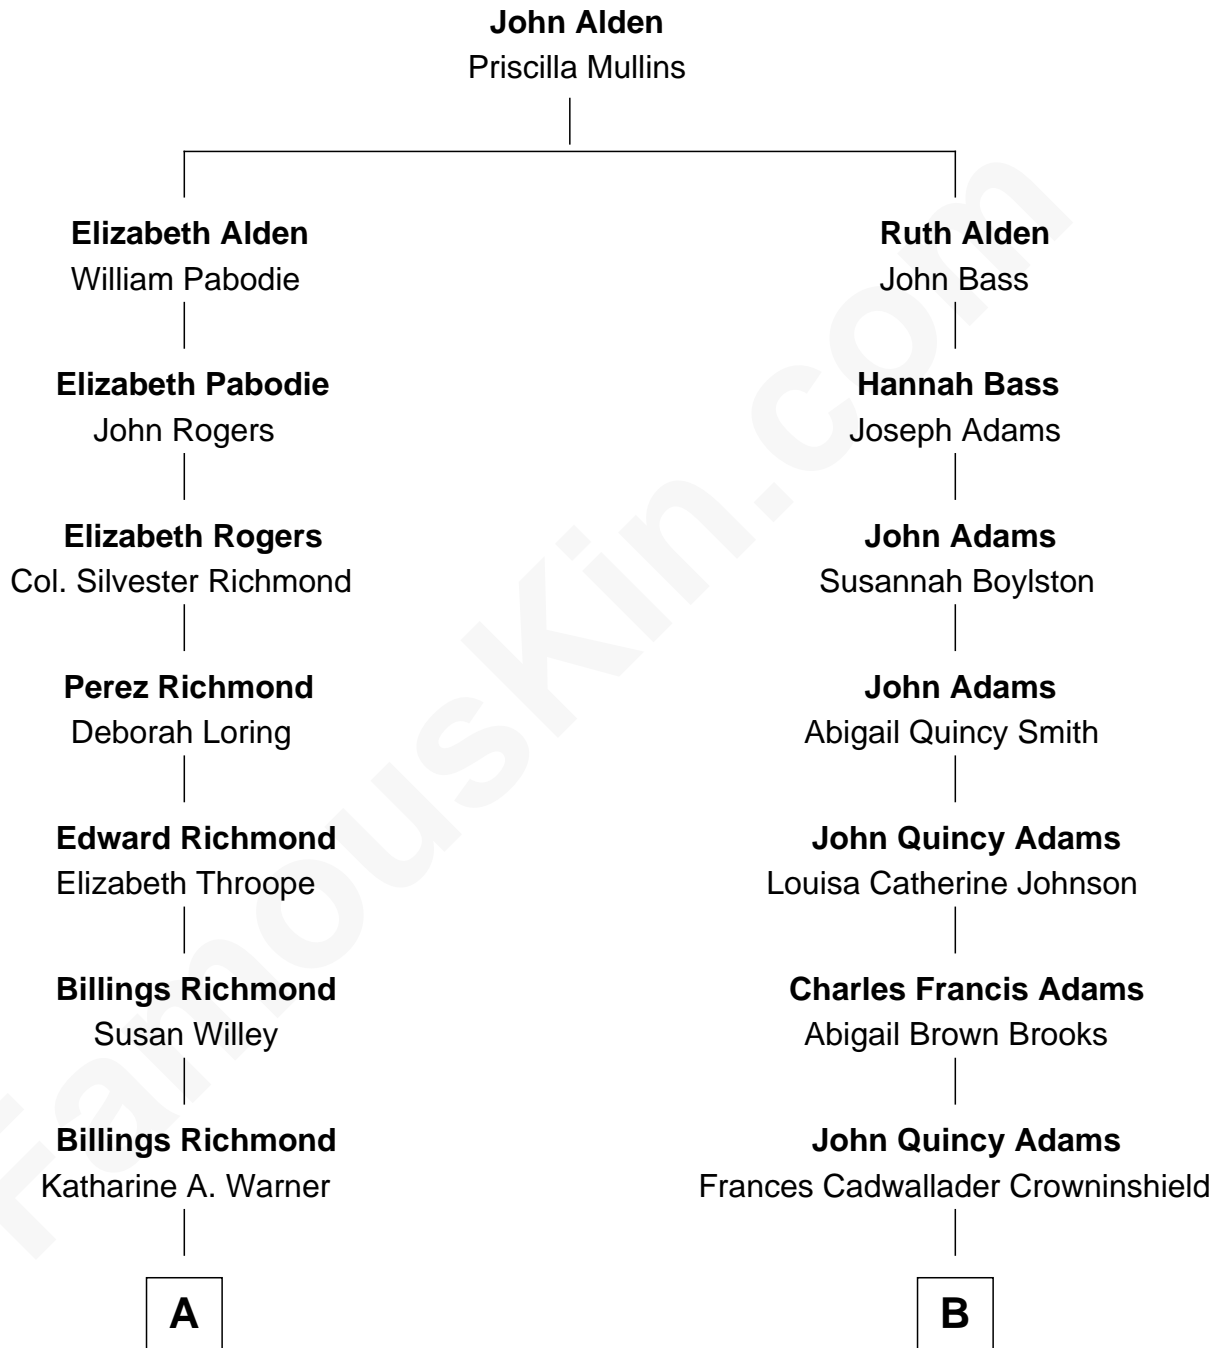 John Alden
Priscilla Mullins
Elizabeth Alden
William Pabodie
Ruth Alden
John Bass
Elizabeth Pabodie
John Rogers
Hannah Bass
Joseph Adams
Elizabeth Rogers
Col. Silvester Richmond
John Adams
Susannah Boylston
Perez Richmond
Deborah Loring
John Adams
Abigail Quincy Smith
Edward Richmond
Elizabeth Throope
John Quincy Adams
Louisa Catherine Johnson
Billings Richmond
Susan Willey
Charles Francis Adams
Abigail Brown Brooks
Billings Richmond
Katharine A. Warner
John Quincy Adams
Frances Cadwallader Crowninshield
A
B
FamousKin.com